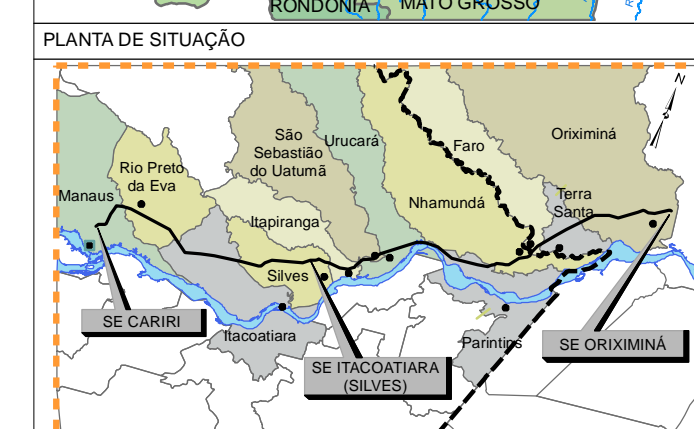 RONDÔNIA
MATO GROSSO
PLANTA DE SITUAÇÃO
N
São
Sebastião
do Uatumã
Urucará
Faro
Oriximiná
Rio Preto
da Eva
Manaus
Nhamundá
Terra
Santa
Itapiranga
Silves
SE CARIRI
Itacoatiara
Parintins
SE ORIXIMINÁ
SE ITACOATIARA
(SILVES)